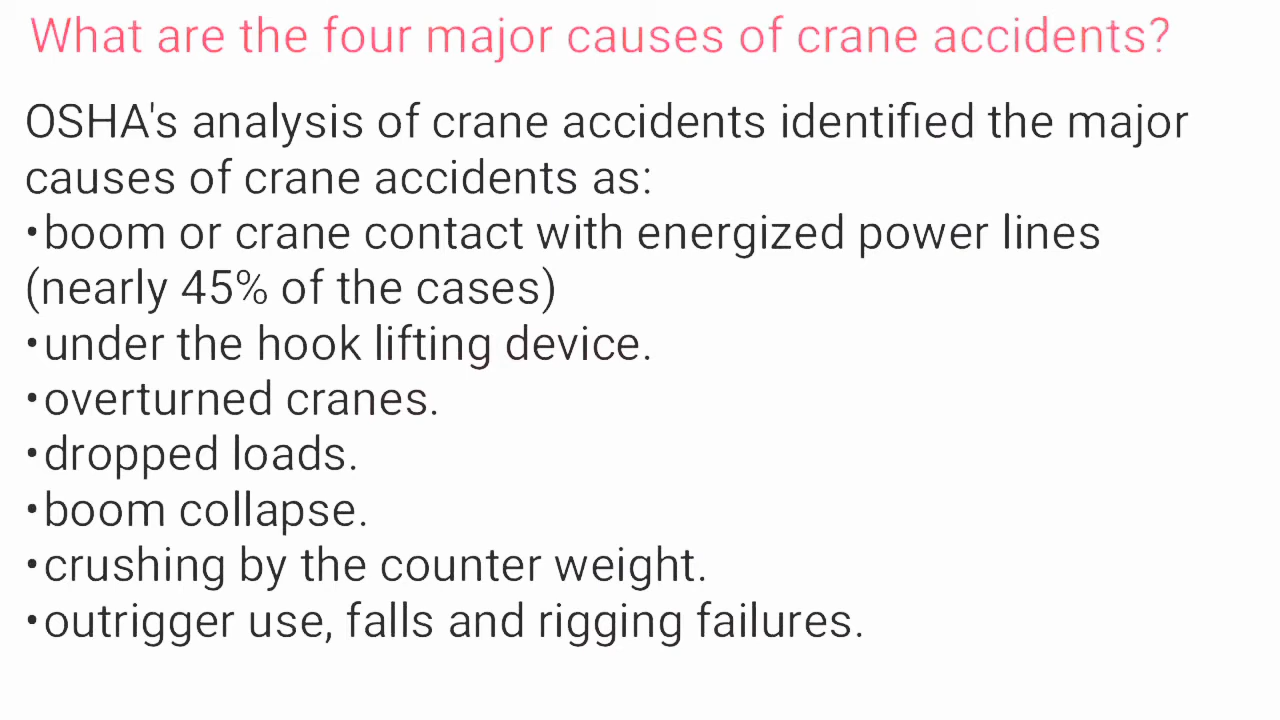 What are the four major causes of crane accidents?
OSHA's analysis of crane accidents identified the major
causes of crane accidents as:
•boom or crane contact with energized power lines
(nearly 45% of the cases)
•under the hook lifting device.
•overturned cranes.
•dropped loads.
•boom collapse.
•crushing by the counter weight.
•outrigger use, falls and rigging failures.